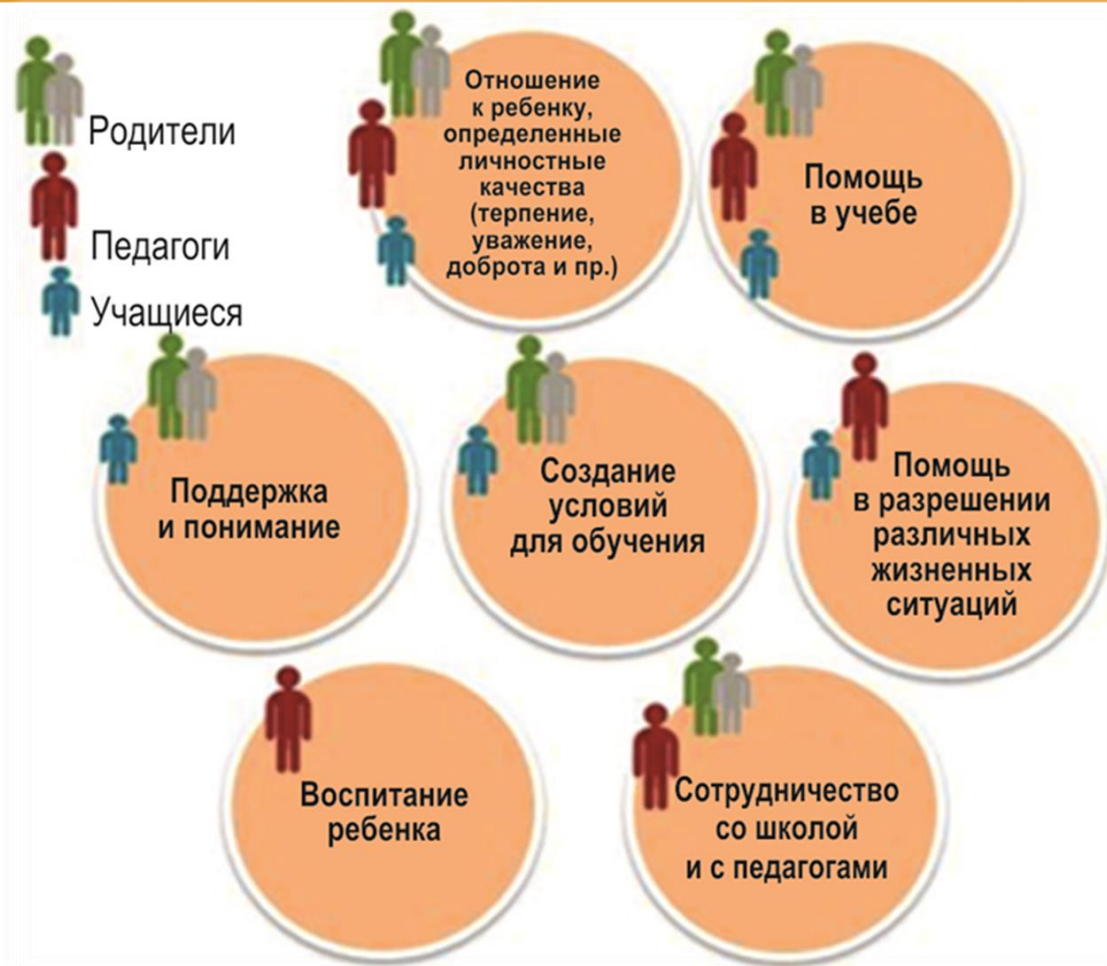 Родители
Педагоги
Учащиеся
Отношение
к ребенку,
определенные
личностные
качества
(терпение,
уважение,
доброта и пр.)
Помощь
в учебе
Поддержка
и понимание
Создание
условий
для обучения
Помощь
в разрешении
различных
жизненных
ситуаций
Воспитание
ребенка
Сотрудничество
со школой
и с педагогами